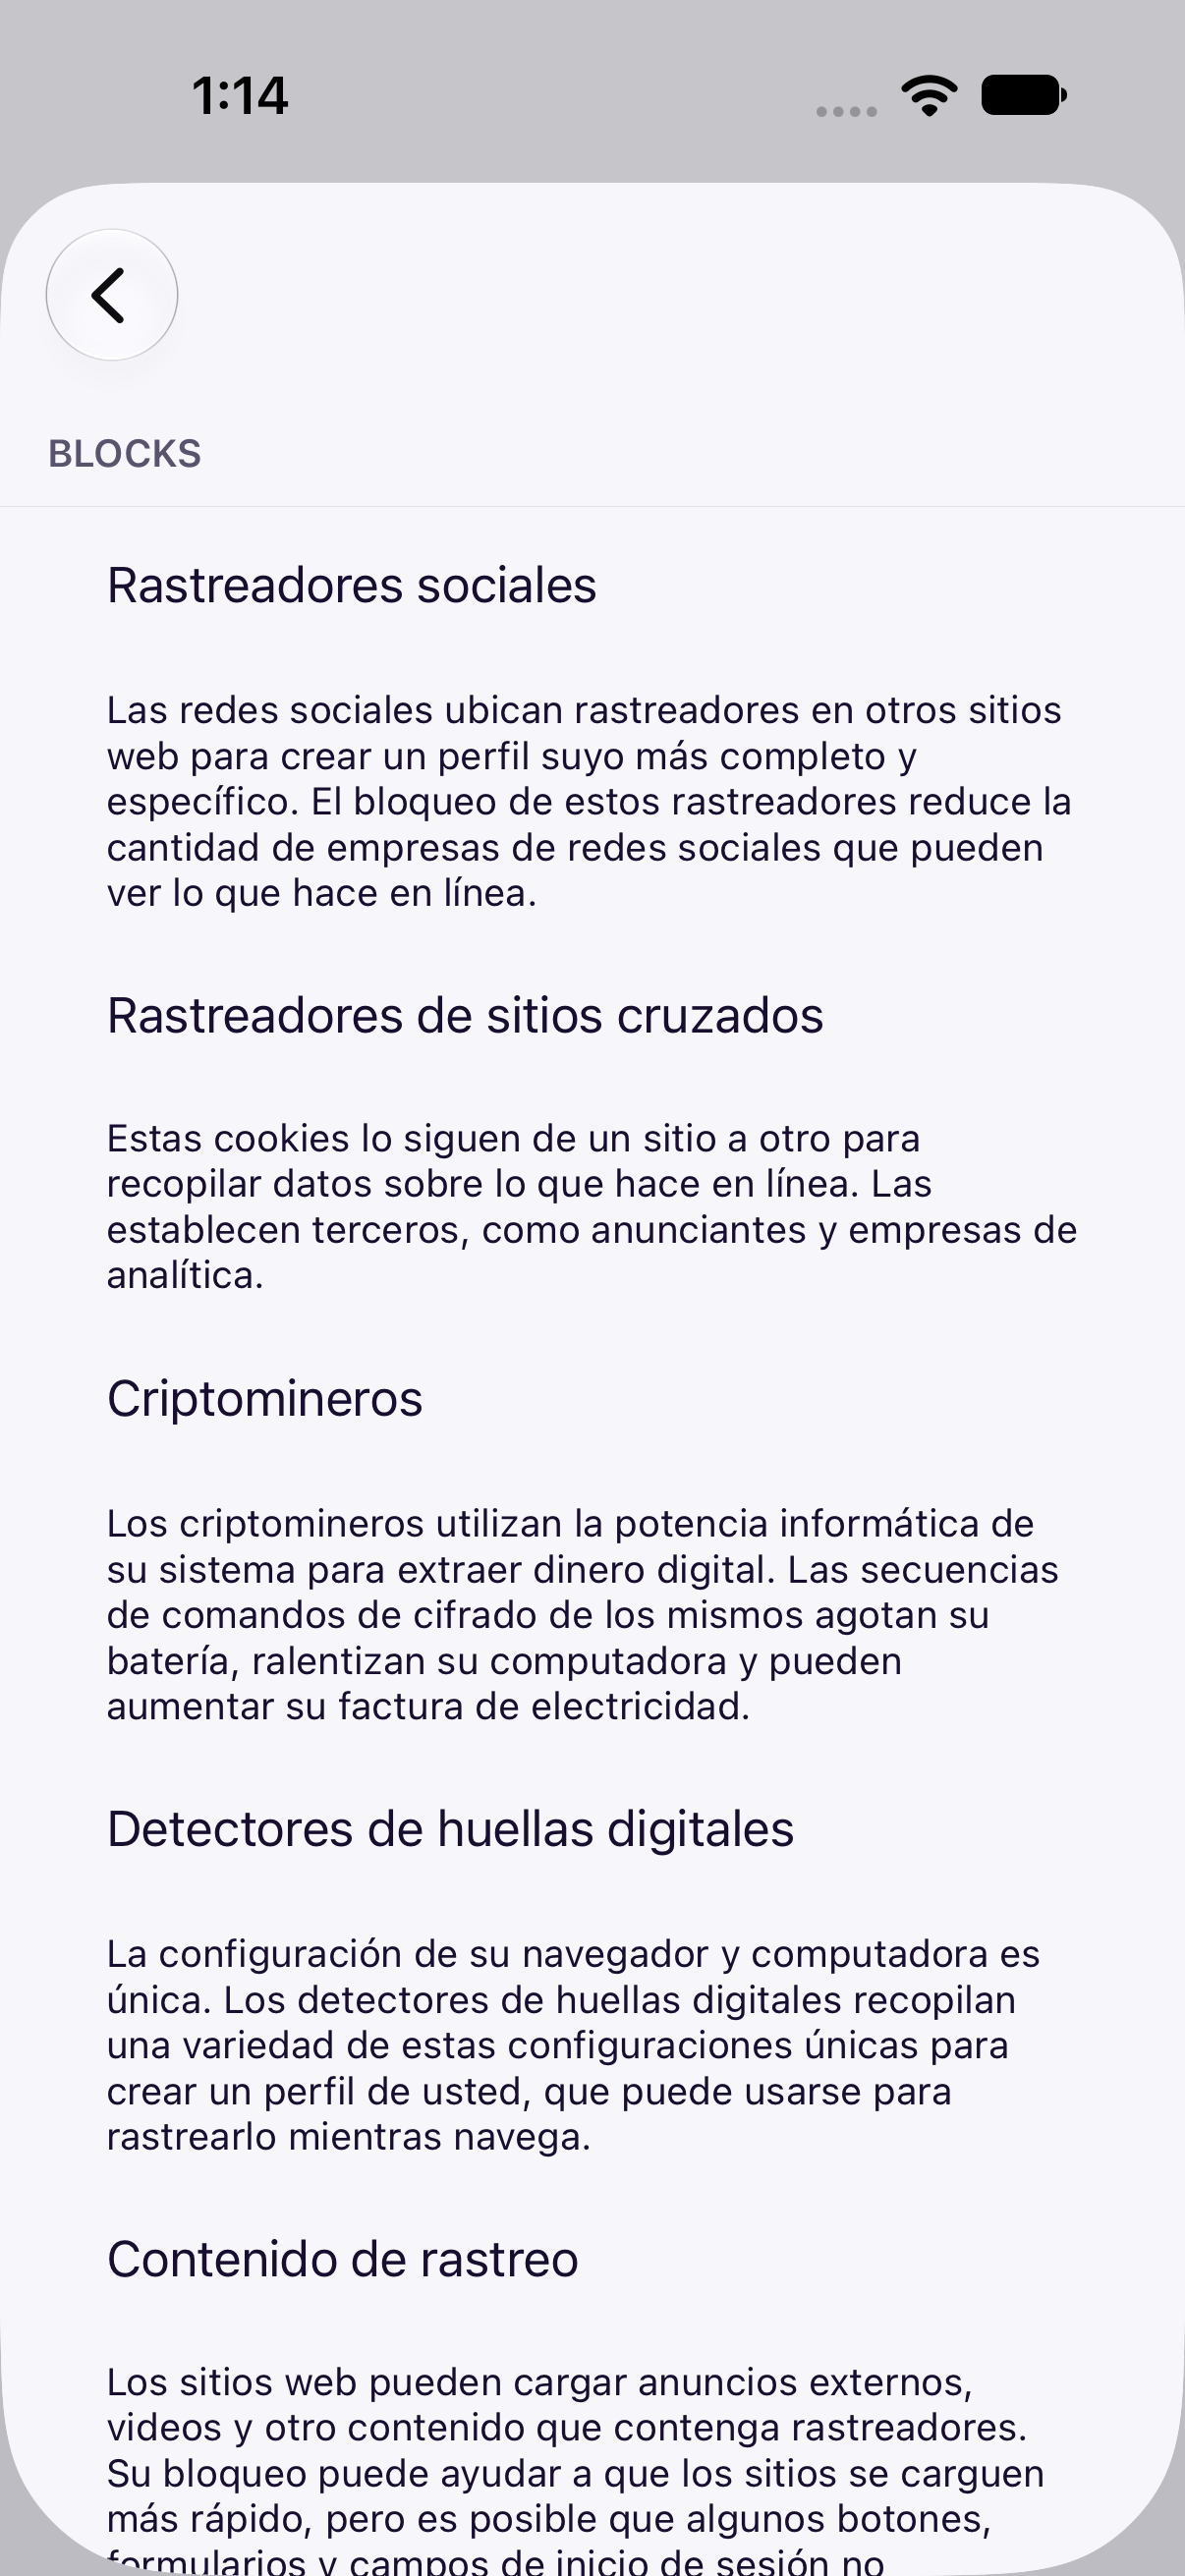 1:14
BLOCKS
Rastreadores sociales
Las redes sociales ubican rastreadores en otros sitios
web para crear un perfil suyo más completo y
específico. El bloqueo de estos rastreadores reduce la
cantidad de empresas de redes sociales que pueden
ver lo que hace en línea.
Rastreadores de sitios cruzados
Estas cookies lo siguen de un sitio a otro para
recopilar datos sobre lo que hace en línea. Las
establecen terceros, como anunciantes y empresas de
analítica.
Criptomineros
Los criptomineros utilizan la potencia informática de
su sistema para extraer dinero digital. Las secuencias
de comandos de cifrado de los mismos agotan su
batería, ralentizan su computadora y pueden
aumentar su factura de electricidad.
Detectores de huellas digitales
La configuración de su navegador y computadora es
única. Los detectores de huellas digitales recopilan
una variedad de estas configuraciones únicas para
crear un perfil de usted, que puede usarse para
rastrearlo mientras navega.
Contenido de rastreo
Los sitios web pueden cargar anuncios externos,
videos y otro contenido que contenga rastreadores.
Su bloqueo puede ayudar a que los sitios se carguen
más rápido, pero es posible que algunos botones,
formularios y campos de inicio de sesión no